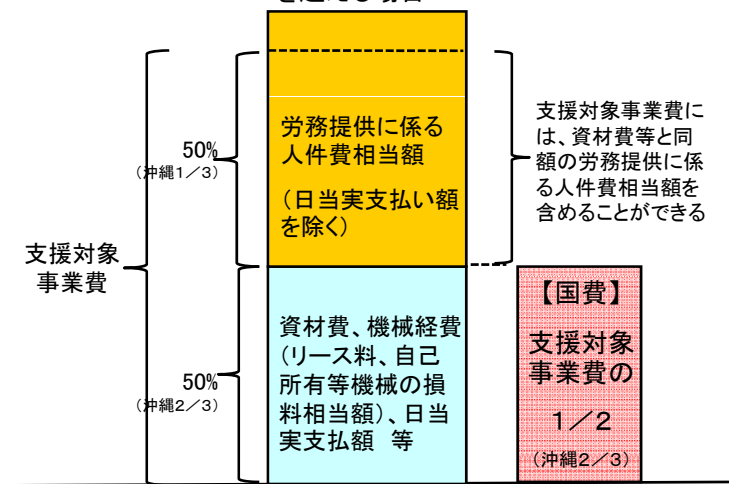 を超える場合
50%
(沖縄1／3)
労務提供に係る
人件費相当額
(日当実支払い額
を除く)
支援対象事業費に
は、資材費等と同
額の労務提供に係
る人件費相当額を
含めることができる
支援対象
事業費
50%
(沖縄2／3)
資材費、機械経費
(リース料、自己
所有等機械の損
料相当額)、日当
実支払額　等
【国費】
支援対象
事業費の
1／2
(沖縄2／3)